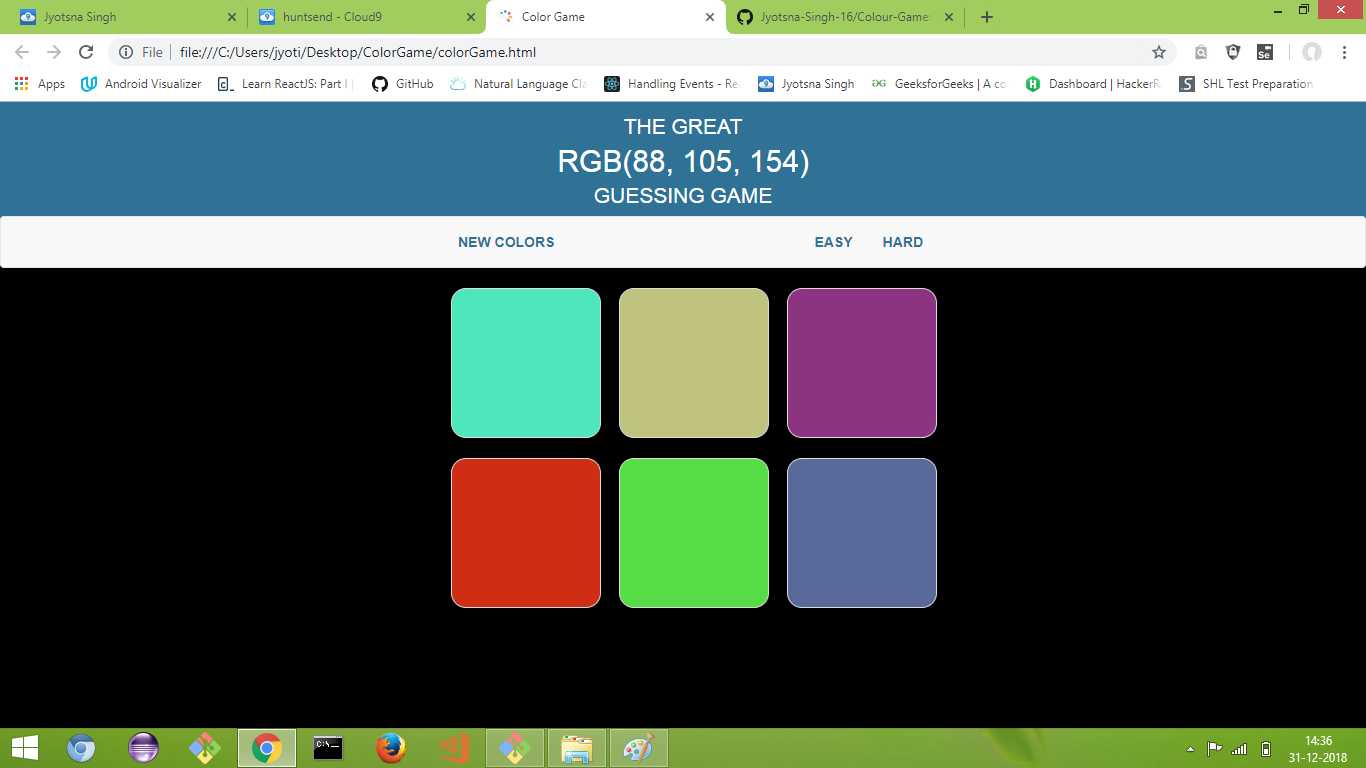 Jyotsna Singh
huntsend - Cloud9
Color Game
Jyotsna-Singh-16/Colour-Game:
File
file:///C:/Users/jyoti/Desktop/ColorGame/colorGame.html
Se
Apps
Android Visualizer
Learn ReactJS: Part I |
GitHub
Natural Language Cla
Handling Events - Re
Jyotsna Singh
GeeksforGeeks | A co
Dashboard | HackerR
SHL Test Preparation
THE GREAT
RGB(88, 105, 154)
GUESSING GAME
NEW COLORS
EASY
HARD
14:36
31-12-2018